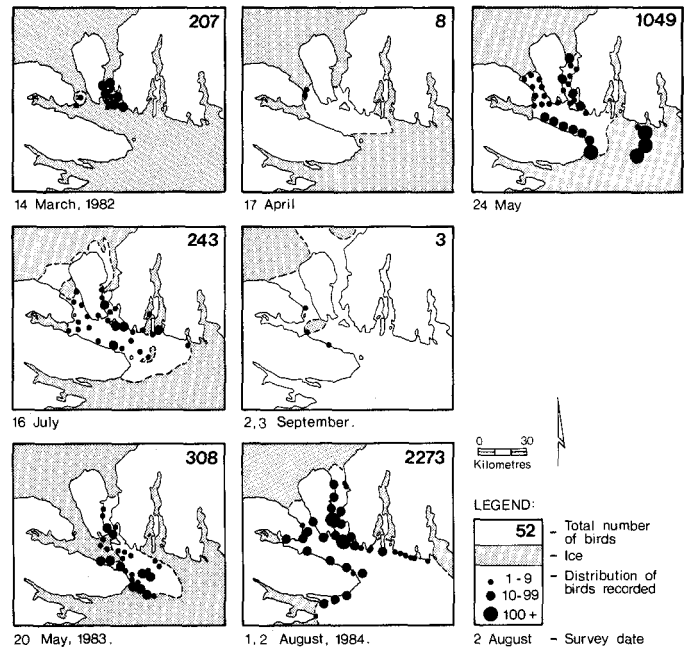 207
14 March, 1982
8
17 April
1049
24 May
243
16 July
3
2,3 September.
308
20 May, 1983.
2273
1,2 August, 1984.
0 30
Kilometres
LEGEND:
52 – Total number of birds
– Ice
1 - 9 – Distribution of birds recorded
10-99
100 +
2 August – Survey date